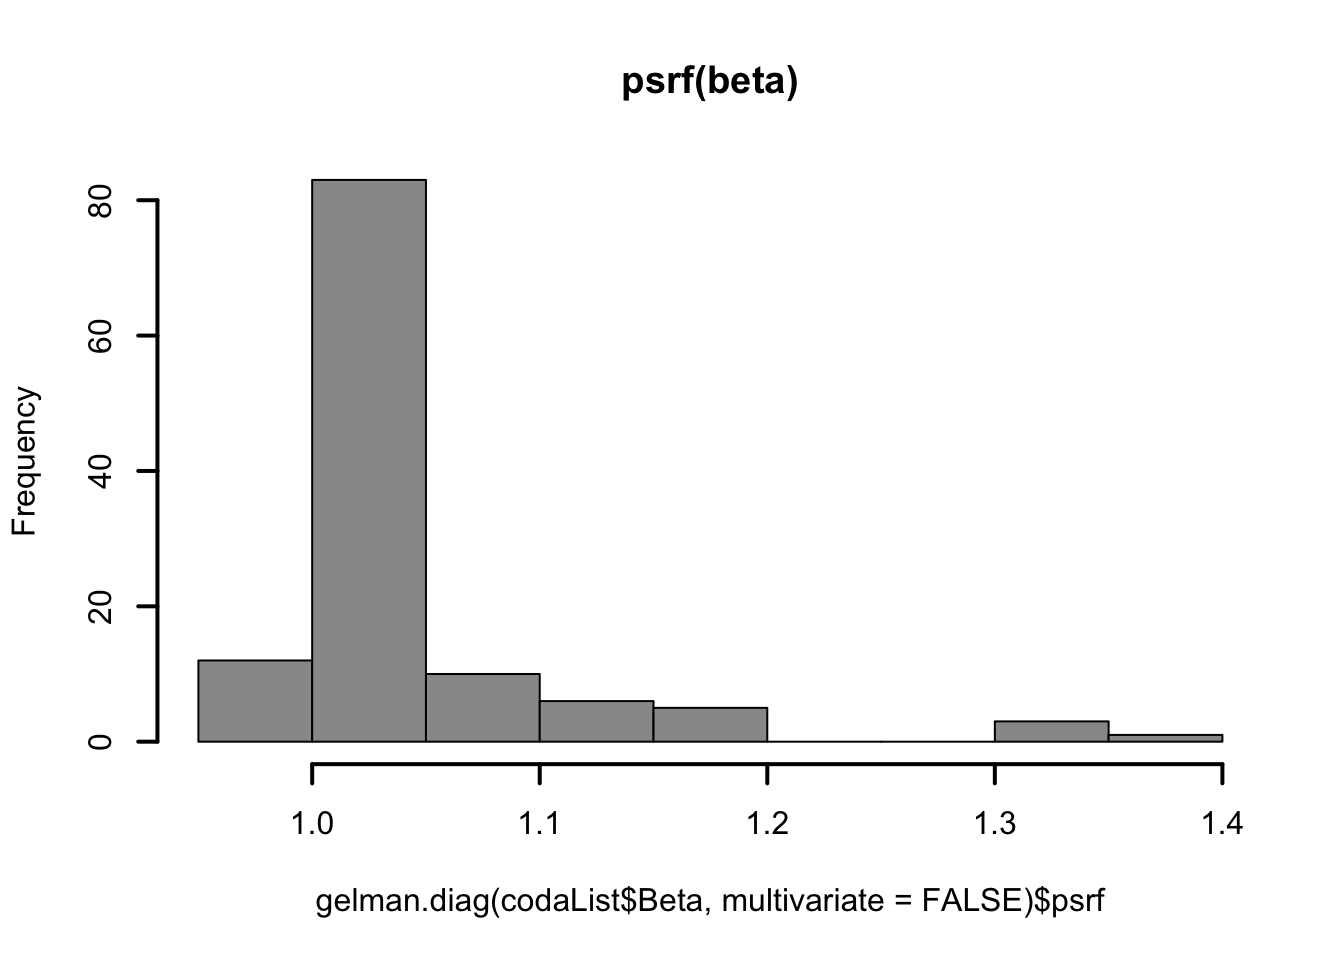 psrf(beta)
Frequency
80
60
40
20
0
1.0 1.1 1.2 1.3 1.4
gelman.diag(codaList$Beta, multivariate = FALSE)$psrf